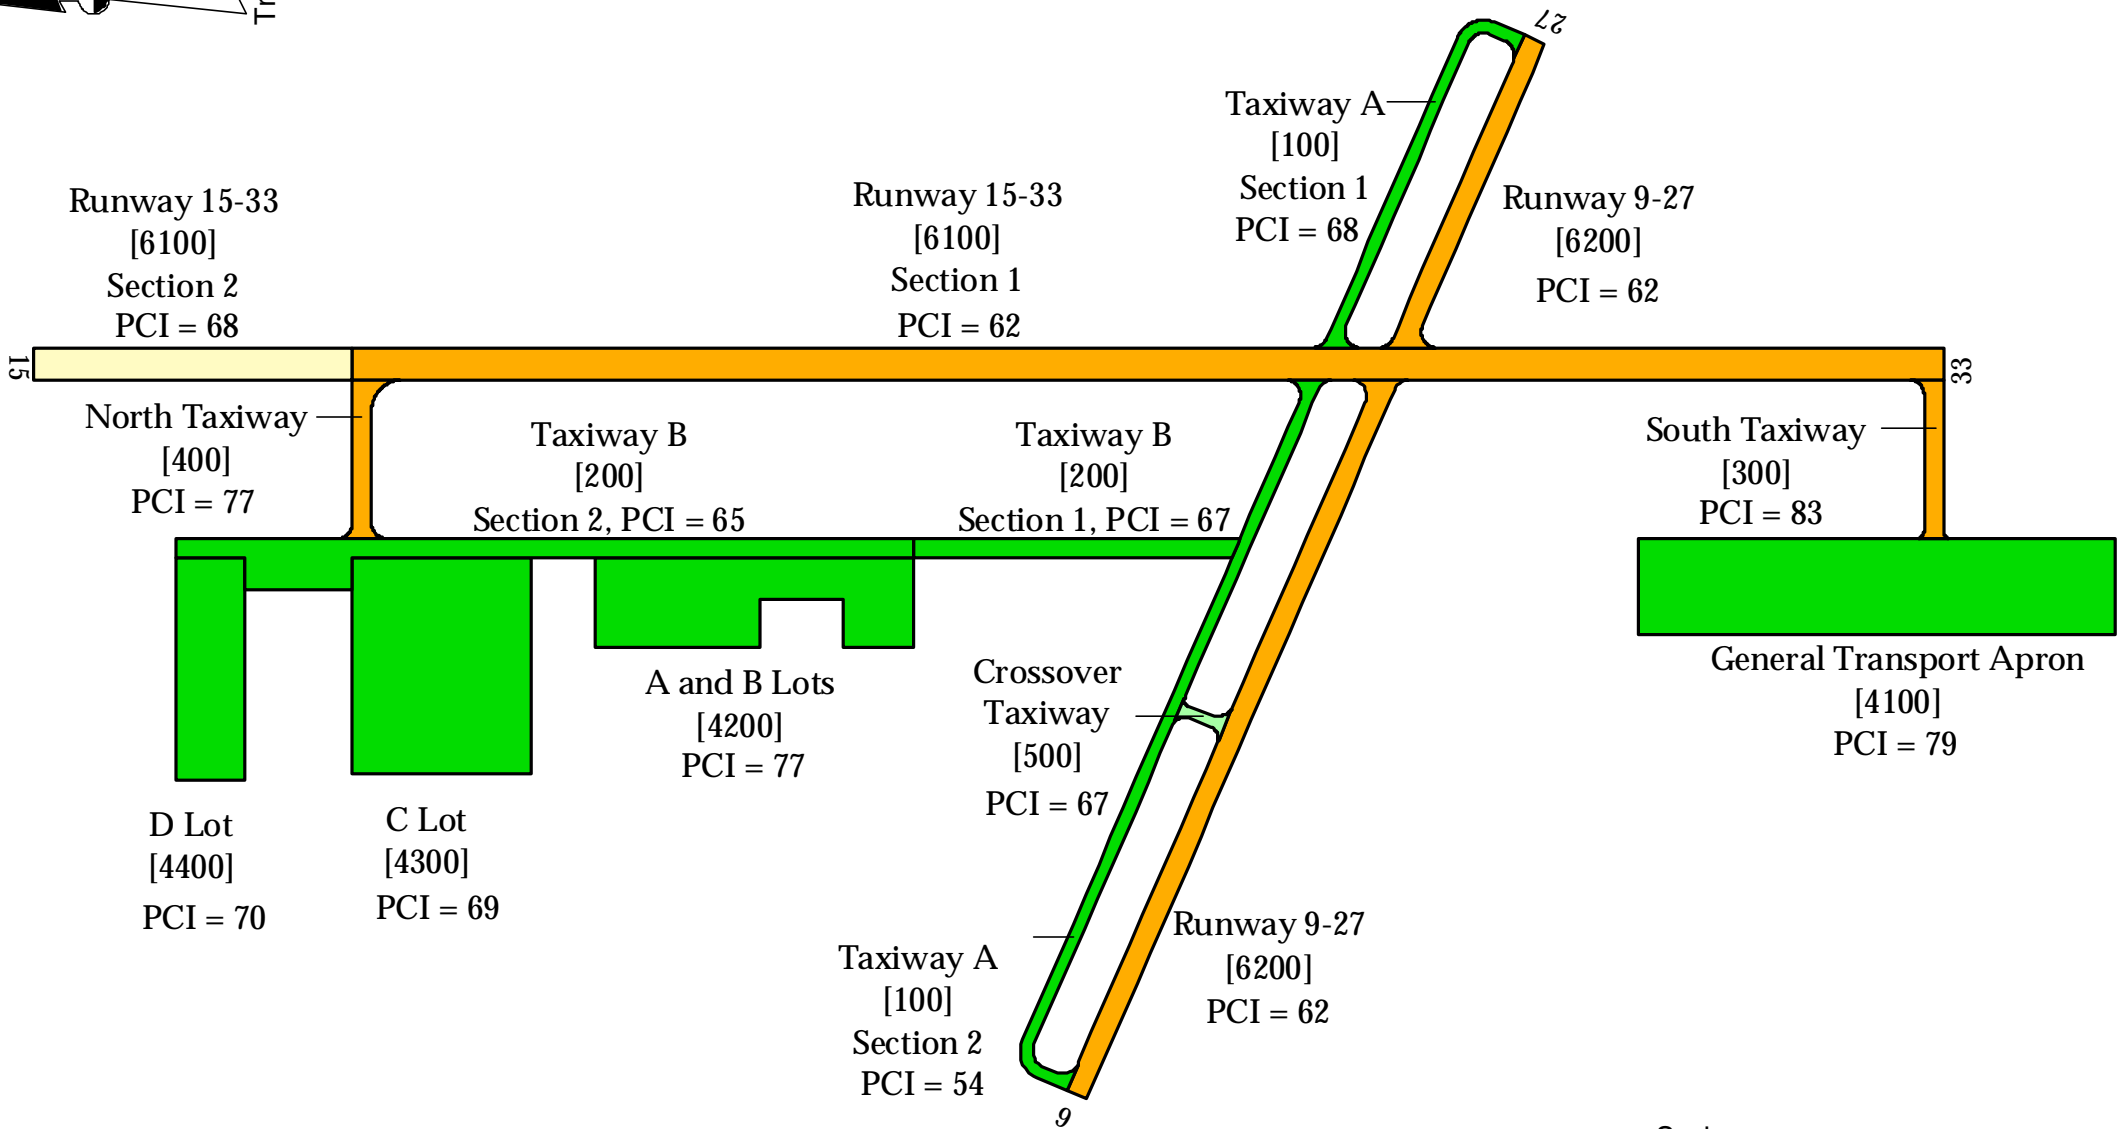 Tr
27
Taxiway A
[100]
Section 1
PCI = 68
Runway 15-33
[6100]
Section 2
PCI = 68
Runway 15-33
[6100]
Section 1
PCI = 62
Runway 9-27
[6200]
PCI = 62
15
33
North Taxiway
[400]
PCI = 77
Taxiway B
[200]
Section 2, PCI = 65
Taxiway B
[200]
Section 1, PCI = 67
South Taxiway
[300]
PCI = 83
A and B Lots
[4200]
PCI = 77
Crossover
Taxiway
[500]
PCI = 67
General Transport Apron
[4100]
PCI = 79
D Lot
[4400]
PCI = 70
C Lot
[4300]
PCI = 69
Taxiway A
[100]
Section 2
PCI = 54
Runway 9-27
[6200]
PCI = 62
9